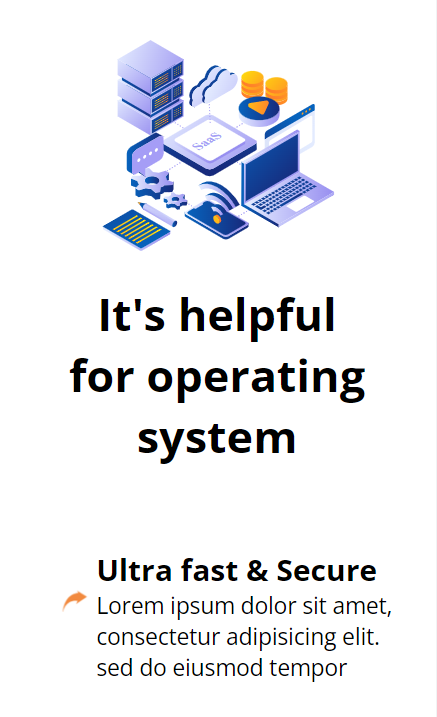 SaaS
It's helpful
for operating
system
Ultra fast & Secure
Lorem ipsum dolor sit amet,
consectetur adipisicing elit.
sed do eiusmod tempor